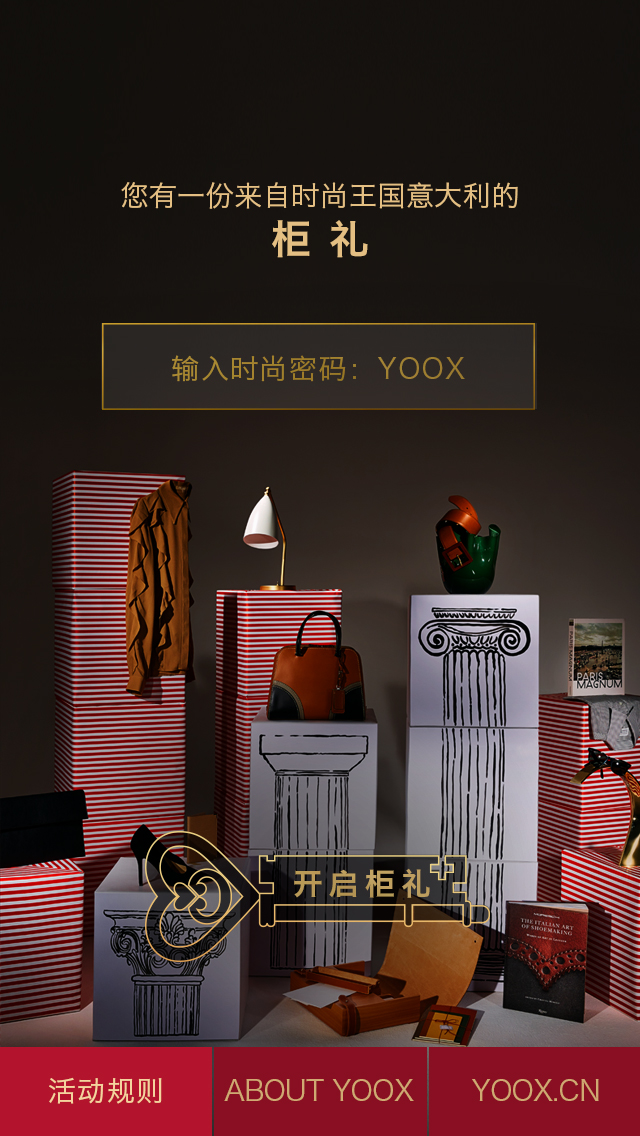 您有一份来自时尚王国意大利的
柜礼
输入时尚密码：YOOX
PARIS
MAGNUM
开启柜礼
THE ITALIAN ART
OF SHOEMAKING
活动规则
ABOUT YOOX
YOOX.CN